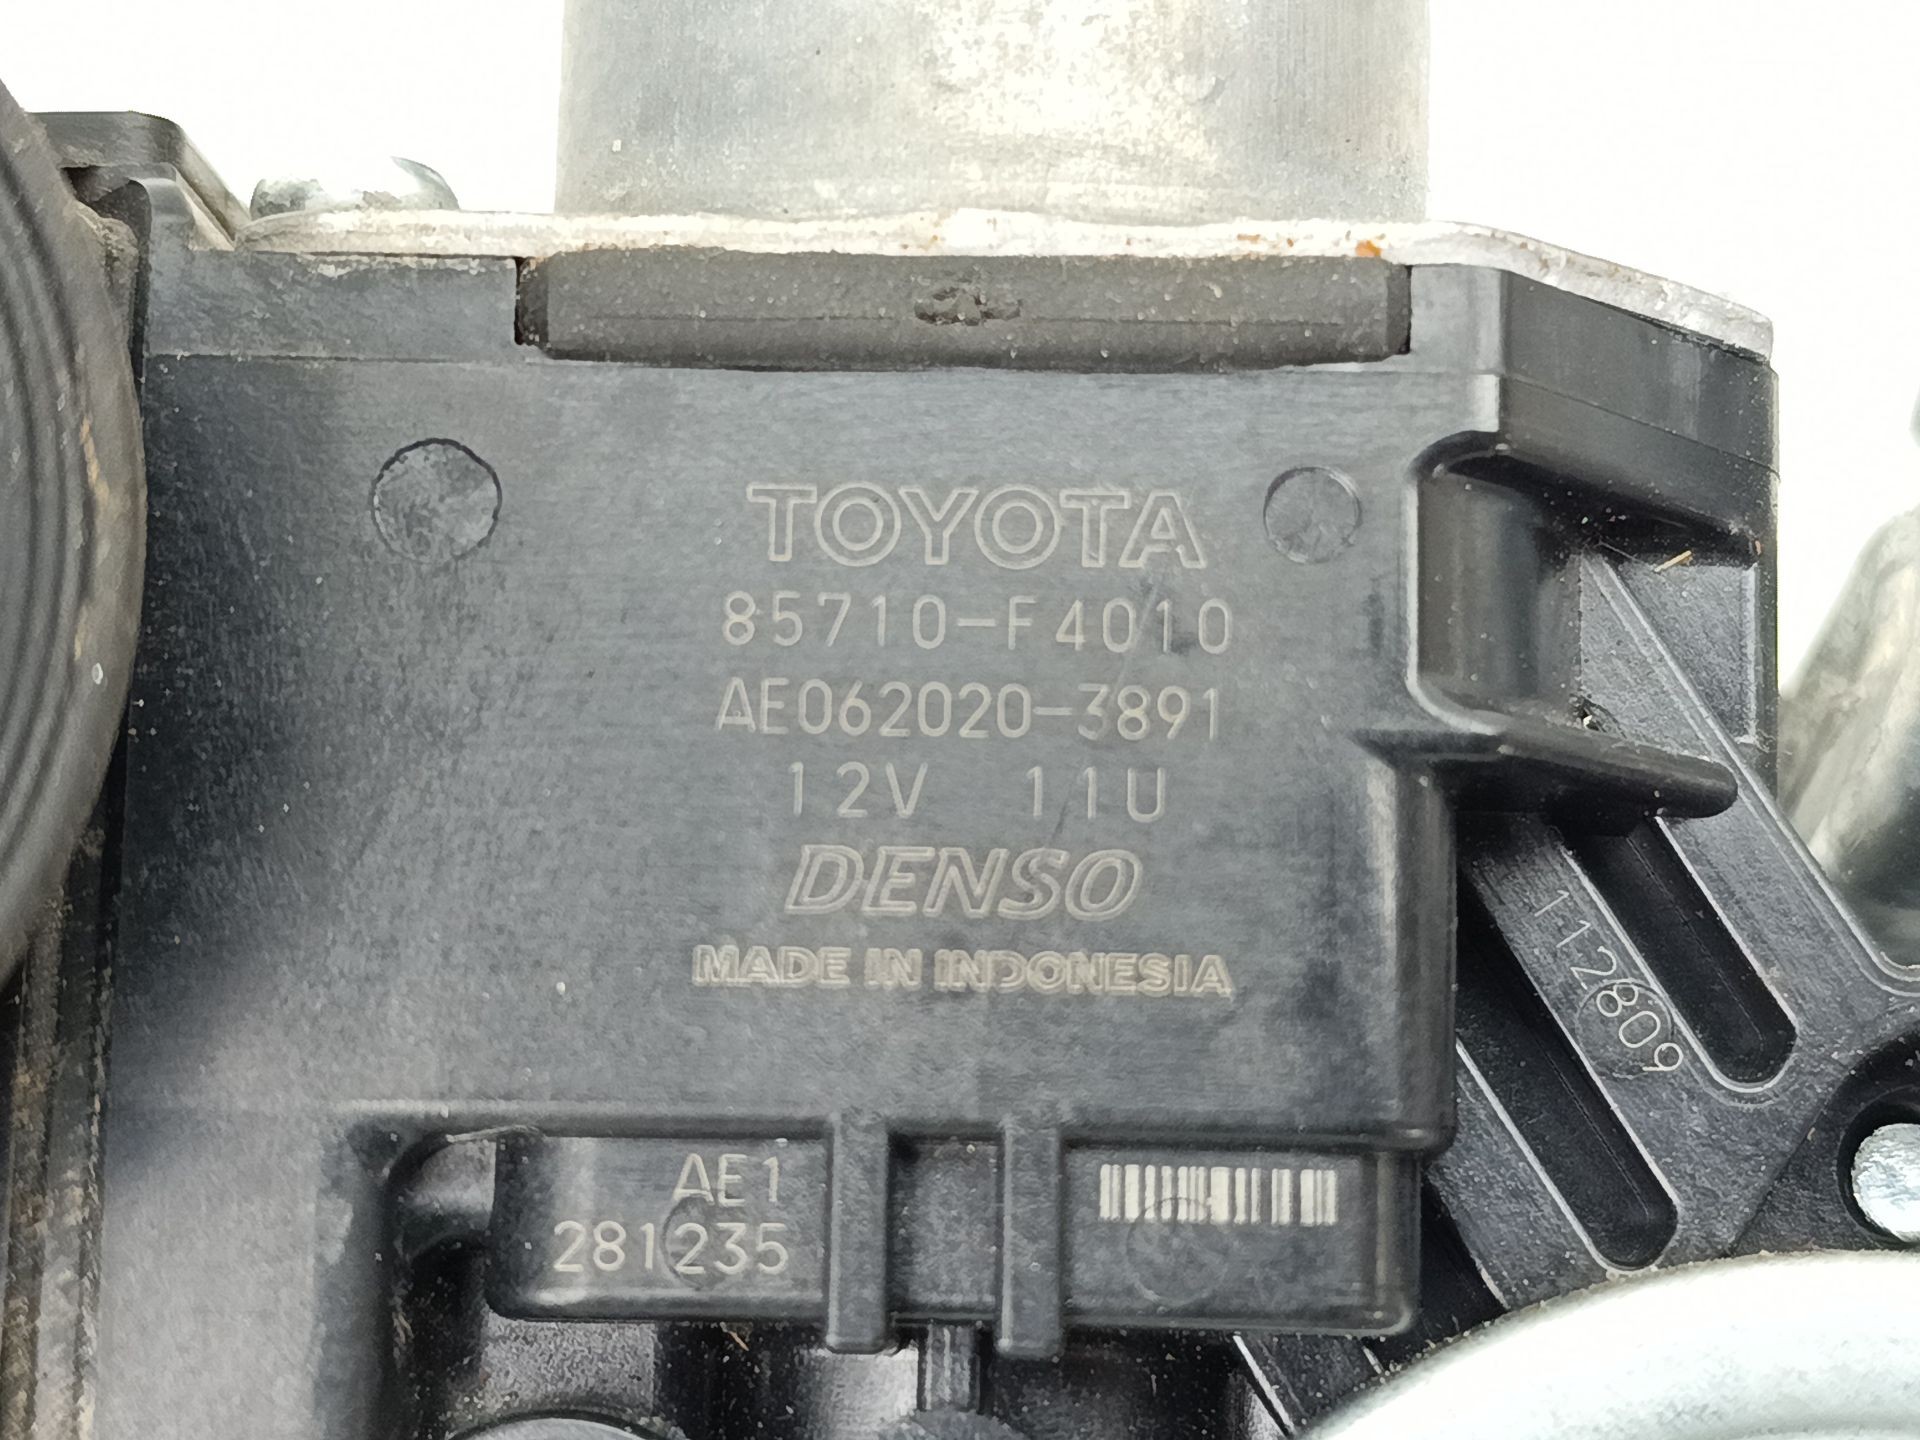 TOYOTA
85710-F4010
AE062020-3891
12V 11U
DENSO
MADE IN INDONESIA
112809
AE1
281235